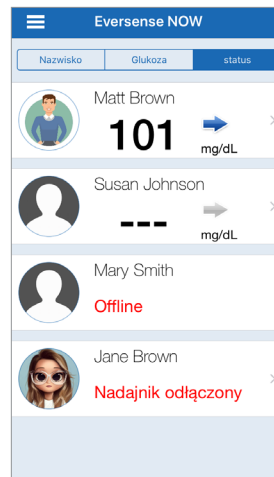 Eversense NOW
Nazwisko Glukoza status
Matt Brown
101
mg/dL
Susan Johnson
---
mg/dL
Mary Smith
Offline
Jane Brown
Nadajnik odłączony